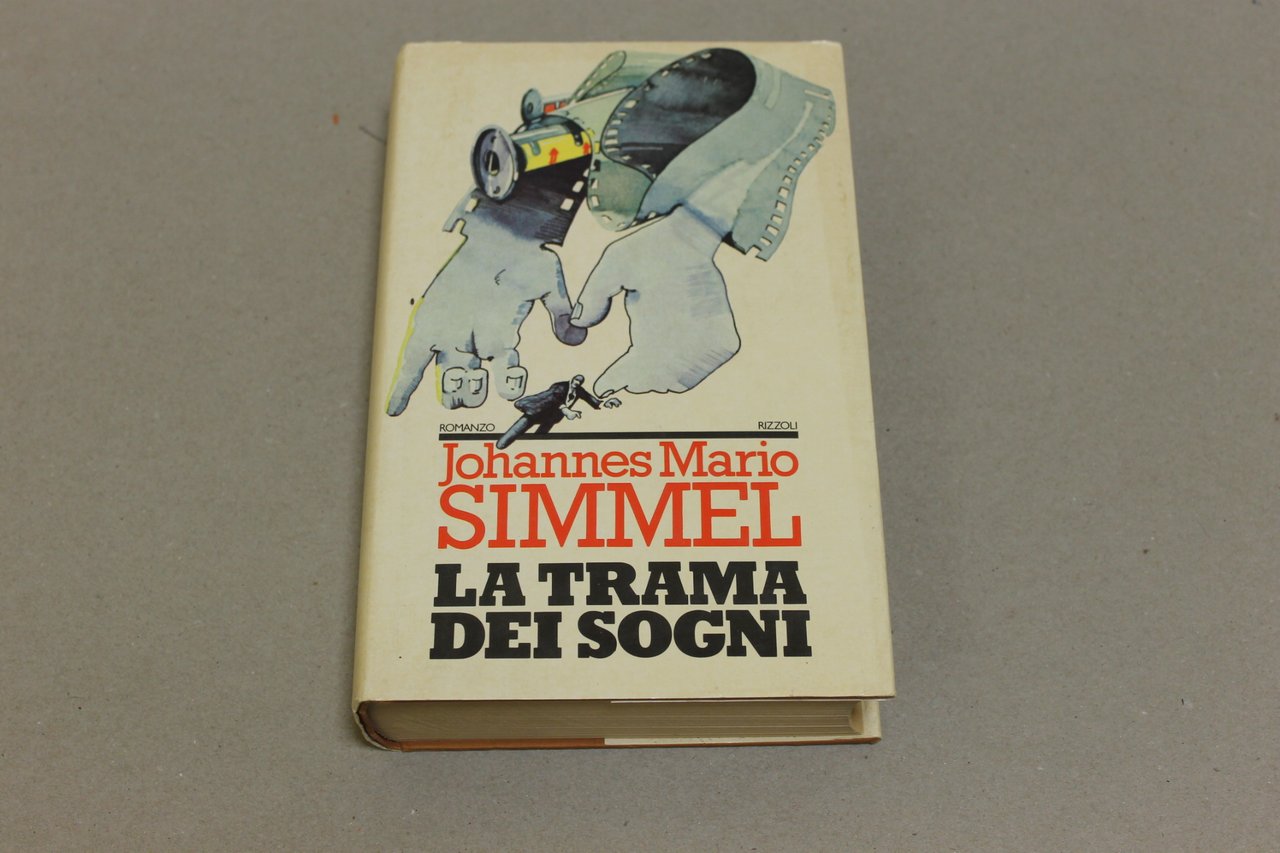 ROMANZO RIZZOLI
Johannes Mario
SIMMEL
LA TRAMA
DEI SOGNI